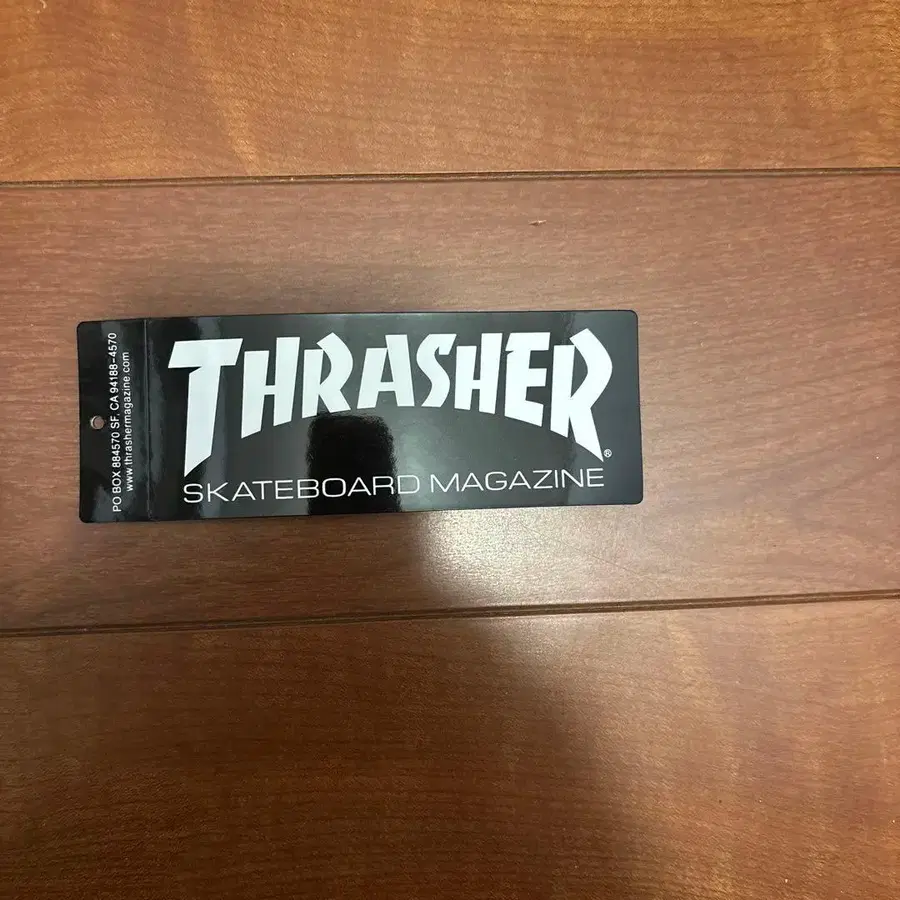 PO BOX 884570 SF. CA 94188-4570
www.thrashermagazine.com
THRASHER®
SKATEBOARD MAGAZINE